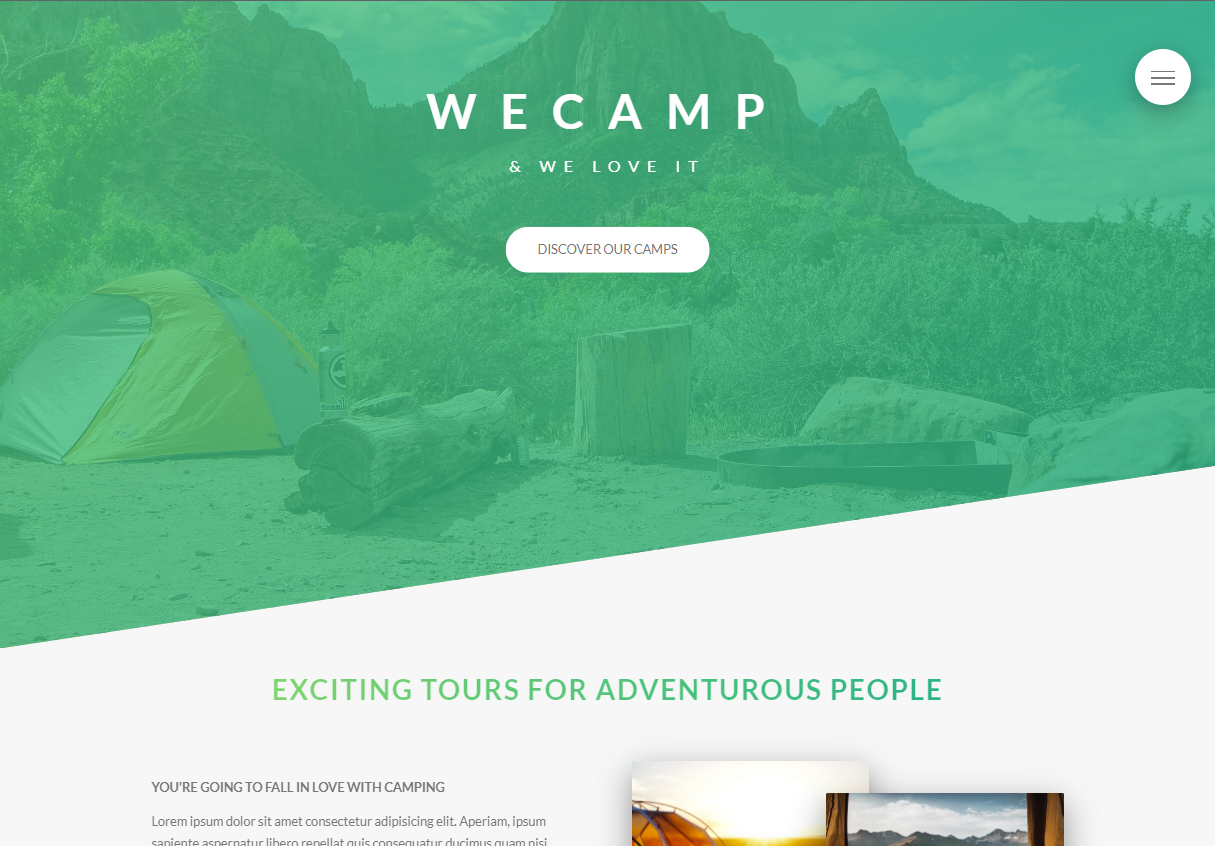 WECAMP
& WE LOVE IT
DISCOVER OUR CAMPS
EXCITING TOURS FOR ADVENTUROUS PEOPLE
YOU'RE GOING TO FALL IN LOVE WITH CAMPING
Lorem ipsum dolor sit amet consectetur adipisicing elit. Aperiam, ipsum
sapiente aspernatur libero repellat quis consequatur ducimus quam nisi